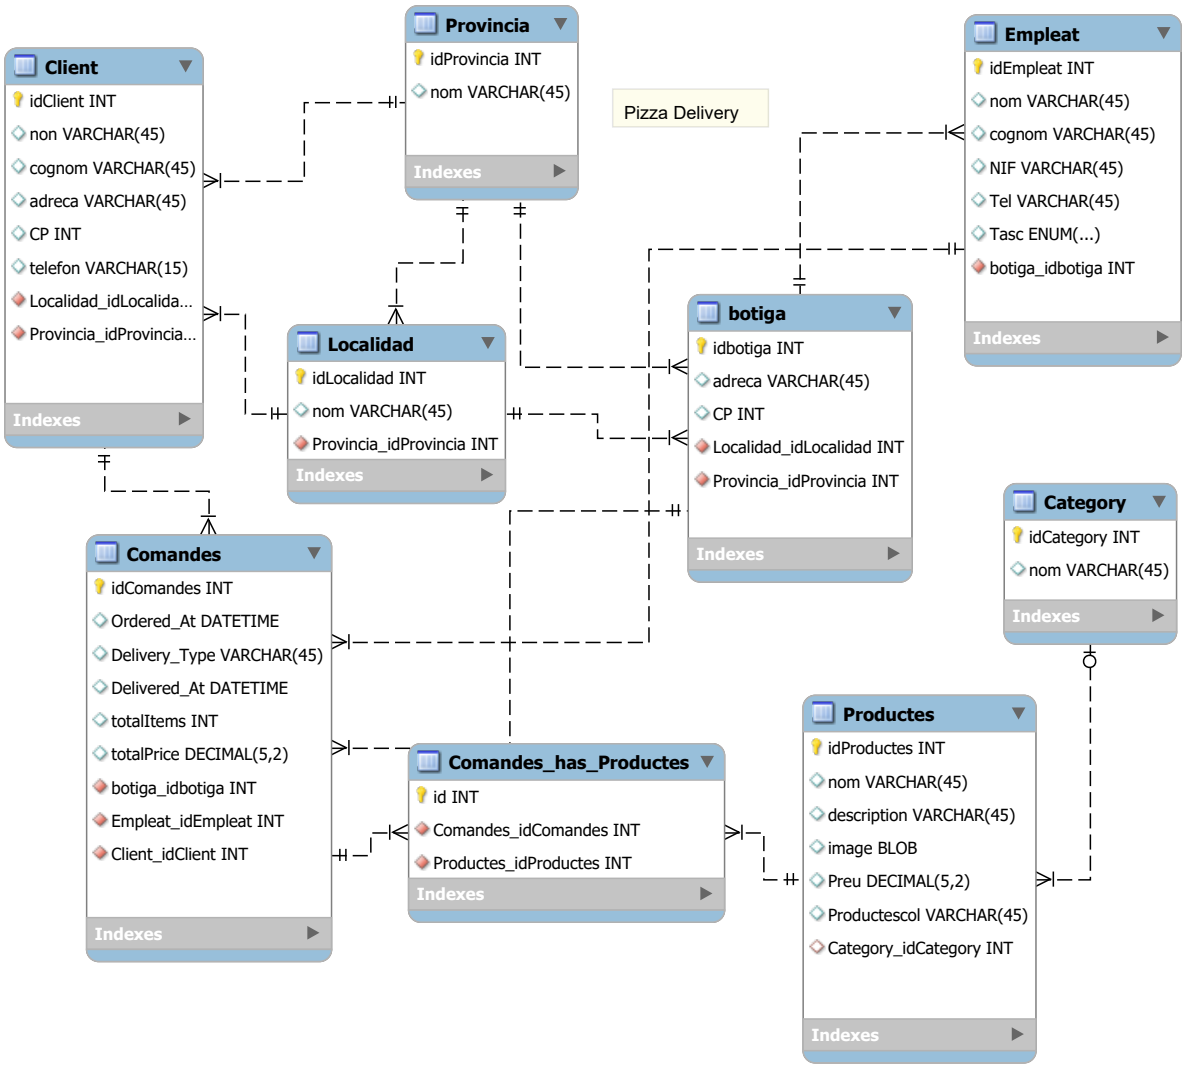 Provincia
idProvincia INT
nom VARCHAR(45)
Indexes
Client
idClient INT
non VARCHAR(45)
cognom VARCHAR(45)
adreca VARCHAR(45)
CP INT
telefon VARCHAR(15)
Localidad_idLocalida...
Provincia_idProvincia...
Indexes
Pizza Delivery
Empleat
idEmpleat INT
nom VARCHAR(45)
cognom VARCHAR(45)
NIF VARCHAR(45)
Tel VARCHAR(45)
Tasc ENUM(...)
botiga_idbotiga INT
Indexes
Localidad
idLocalidad INT
nom VARCHAR(45)
Provincia_idProvincia INT
Indexes
botiga
idbotiga INT
adreca VARCHAR(45)
CP INT
Localidad_idLocalidad INT
Provincia_idProvincia INT
Indexes
Category
idCategory INT
nom VARCHAR(45)
Indexes
Comandes
idComandes INT
Ordered_At DATETIME
Delivery_Type VARCHAR(45)
Delivered_At DATETIME
totalItems INT
totalPrice DECIMAL(5,2)
botiga_idbotiga INT
Empleat_idEmpleat INT
Client_idClient INT
Indexes
Comandes_has_Productes
id INT
Comandes_idComandes INT
Productes_idProductes INT
Indexes
Productes
idProductes INT
nom VARCHAR(45)
description VARCHAR(45)
image BLOB
Preu DECIMAL(5,2)
Productescol VARCHAR(45)
Category_idCategory INT
Indexes